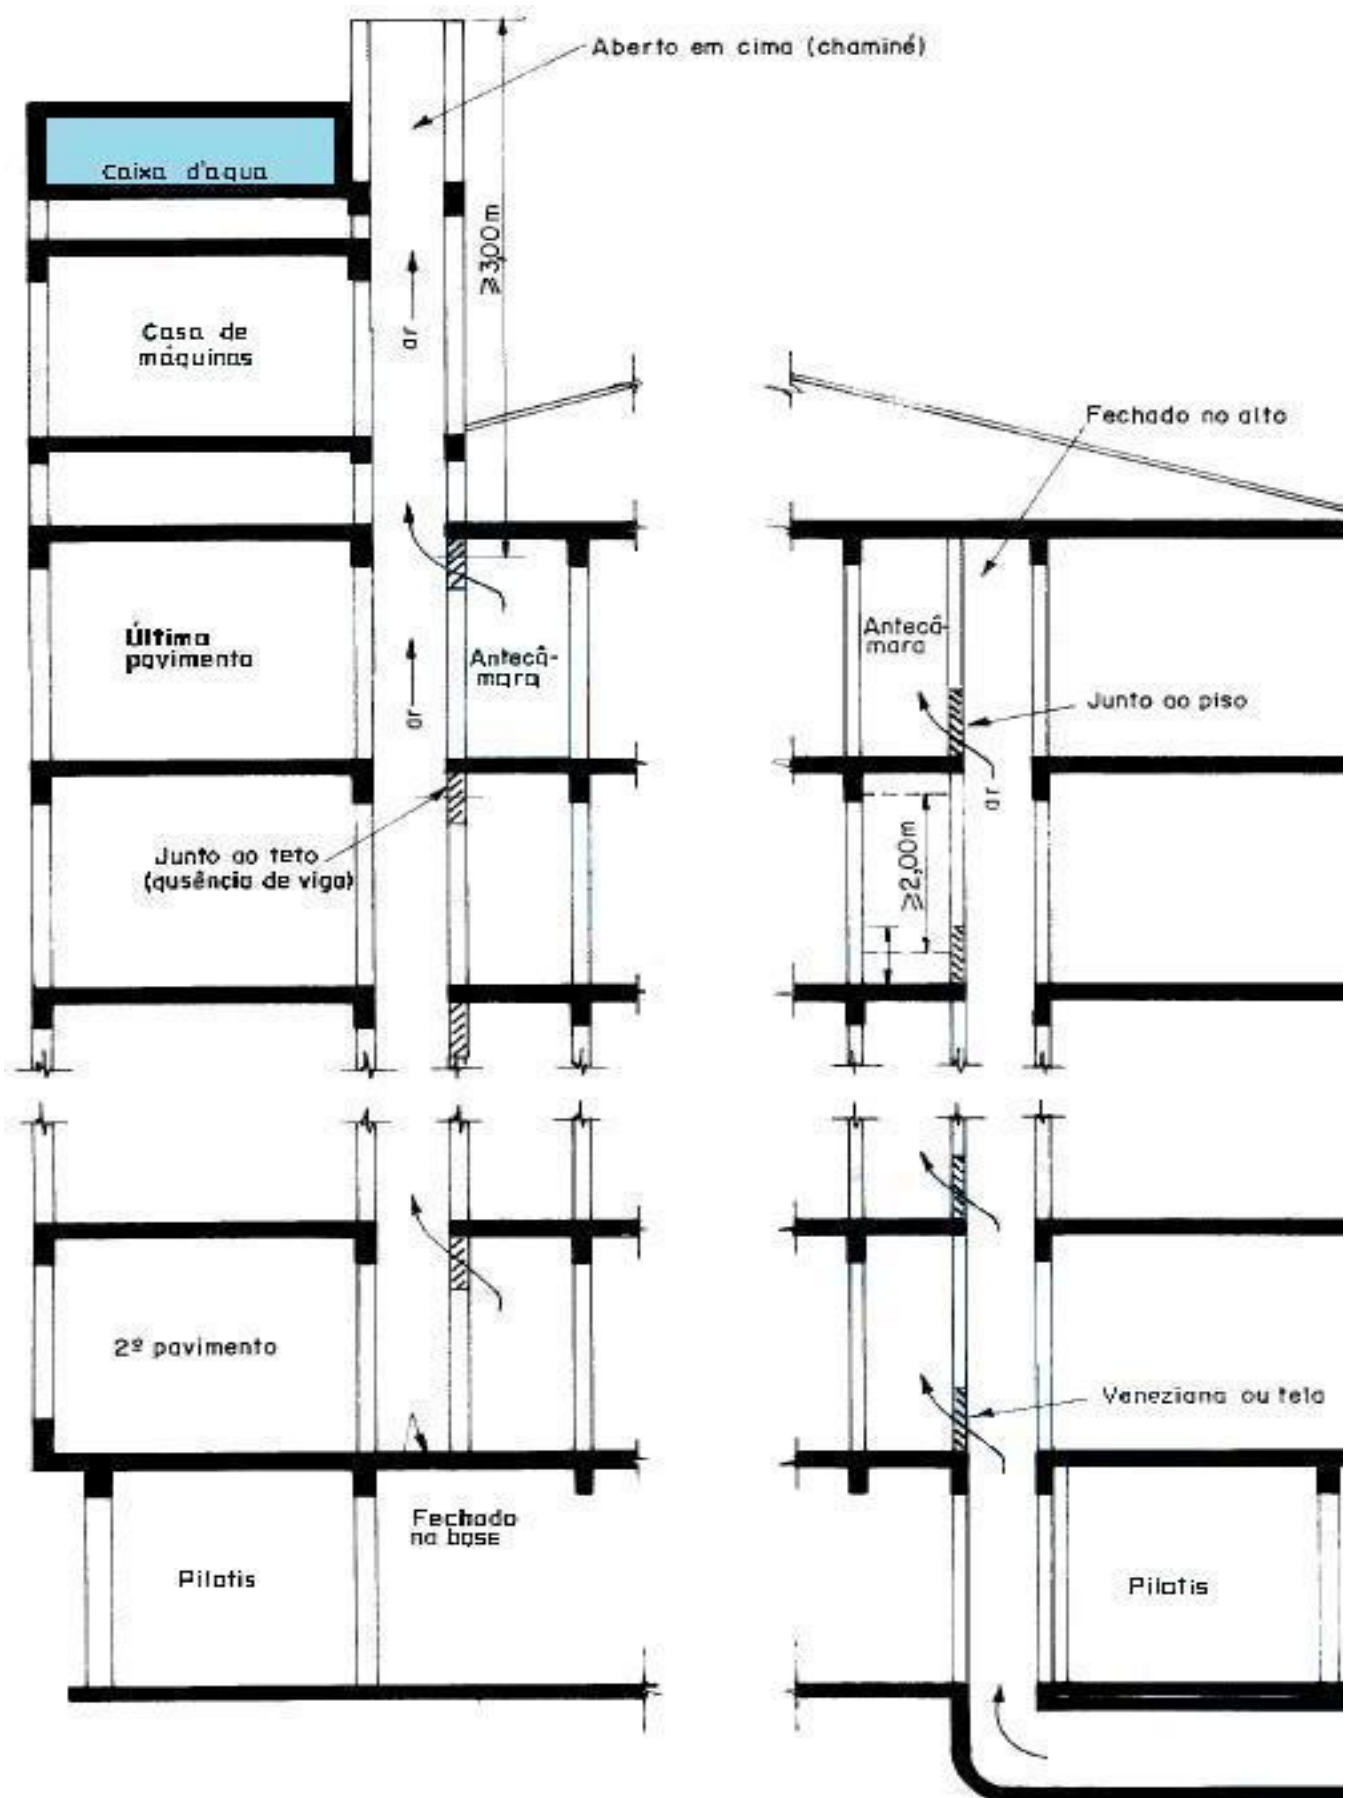 Aberto em cima (chaminé)
Caixa d'agua
≥3,00m
Casa de
máquinas
ar
Fechado no alto
Última
pavimento
Antecâ-
mara
ar
Antecâ-
mara
Junto ao piso
ar
Junto ao teto
(ausência de viga)
≥2,00m
2º pavimento
Veneziana ou tela
Fechado
na base
Pilotis
Pilotis